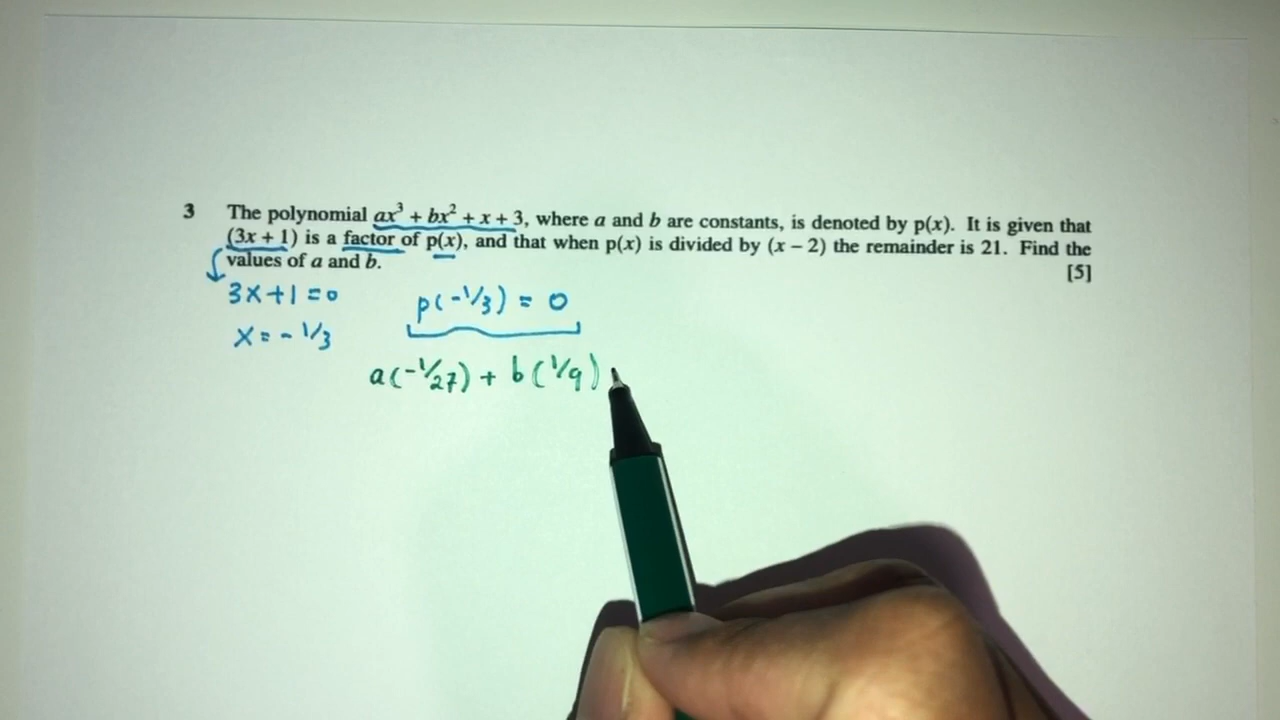 3 The polynomial ax³ + bx² + x + 3, where a and b are constants, is denoted by p(x). It is given that
(3x + 1) is a factor of p(x), and that when p(x) is divided by (x − 2) the remainder is 21. Find the
values of a and b. [5]
3x+1=0 p(-1/3) = 0
x=-1/3
a(-1/27) + b(1/9)